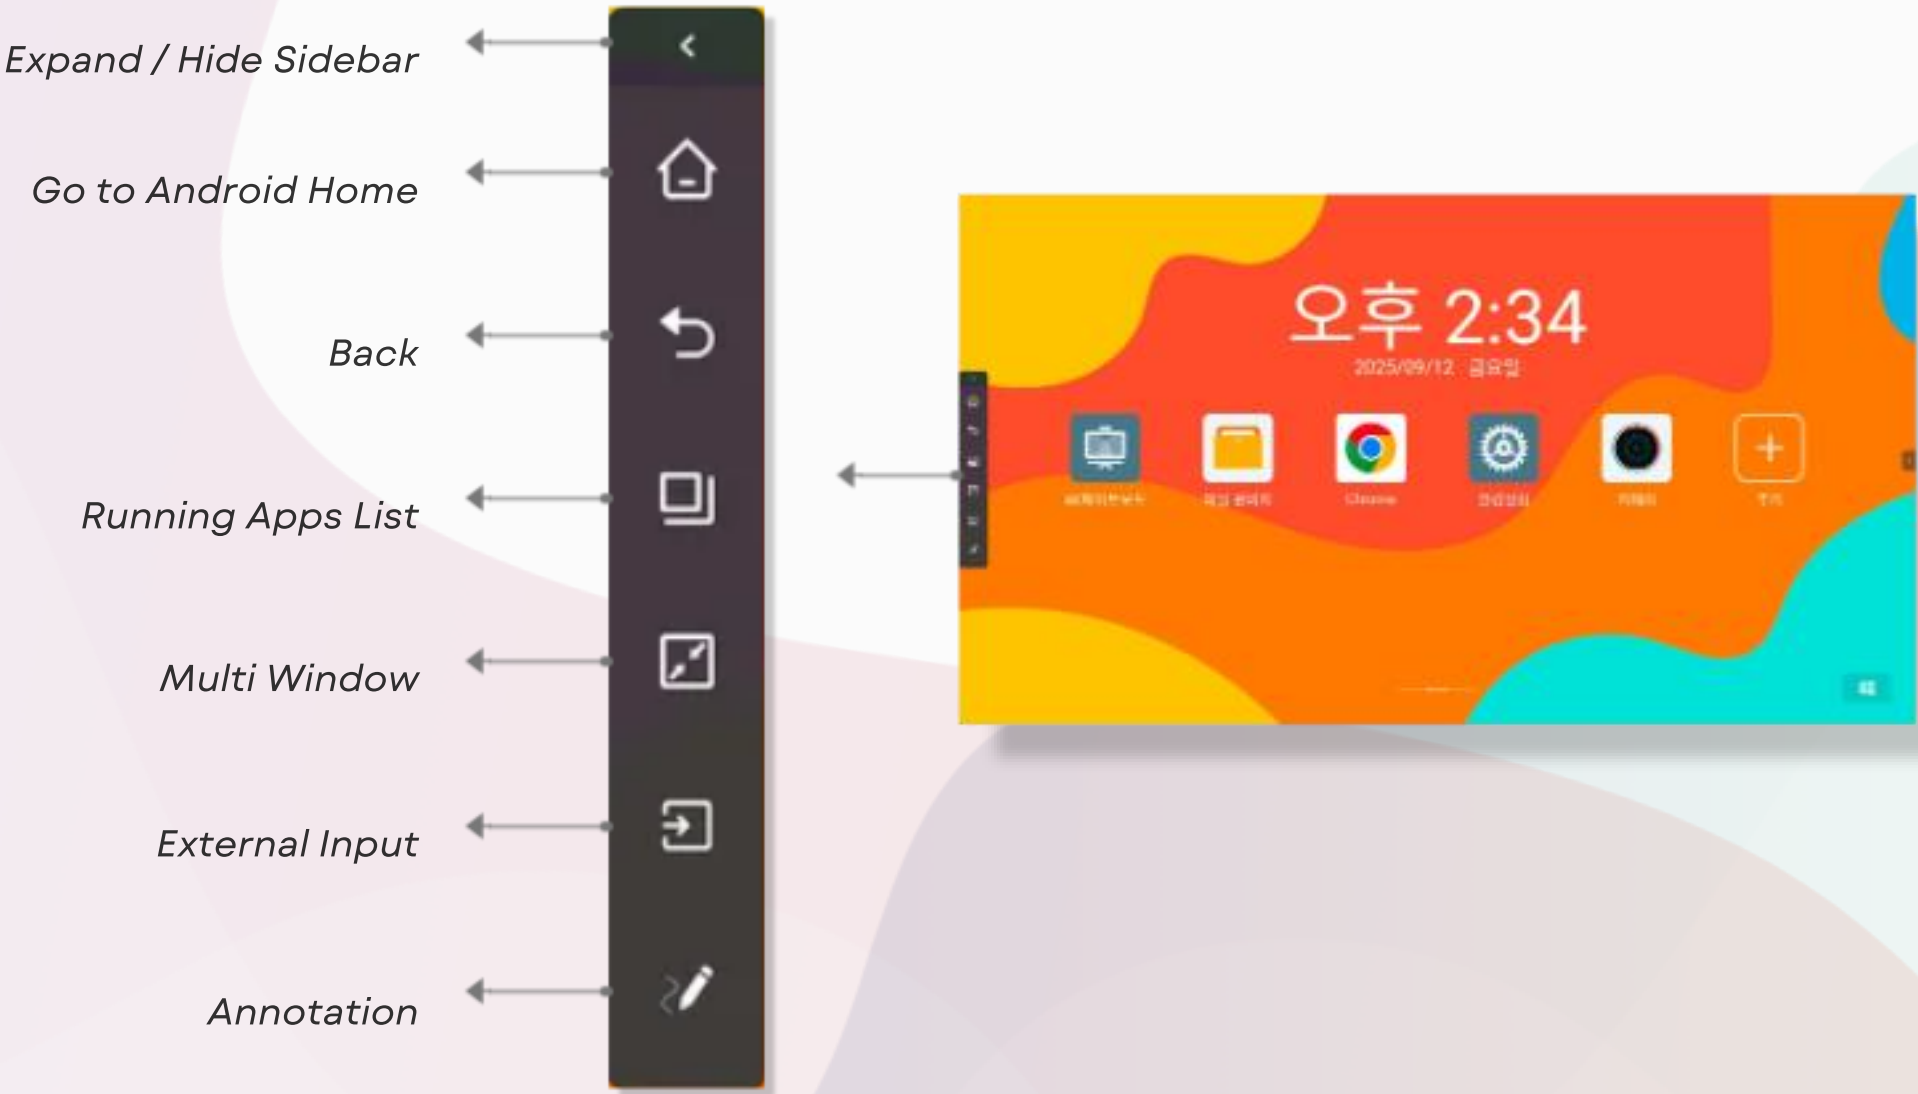 Expand / Hide Sidebar
Go to Android Home
Back
Running Apps List
Multi Window
External Input
Annotation
오후 2:34
2025/09/12 금요일
Chrome